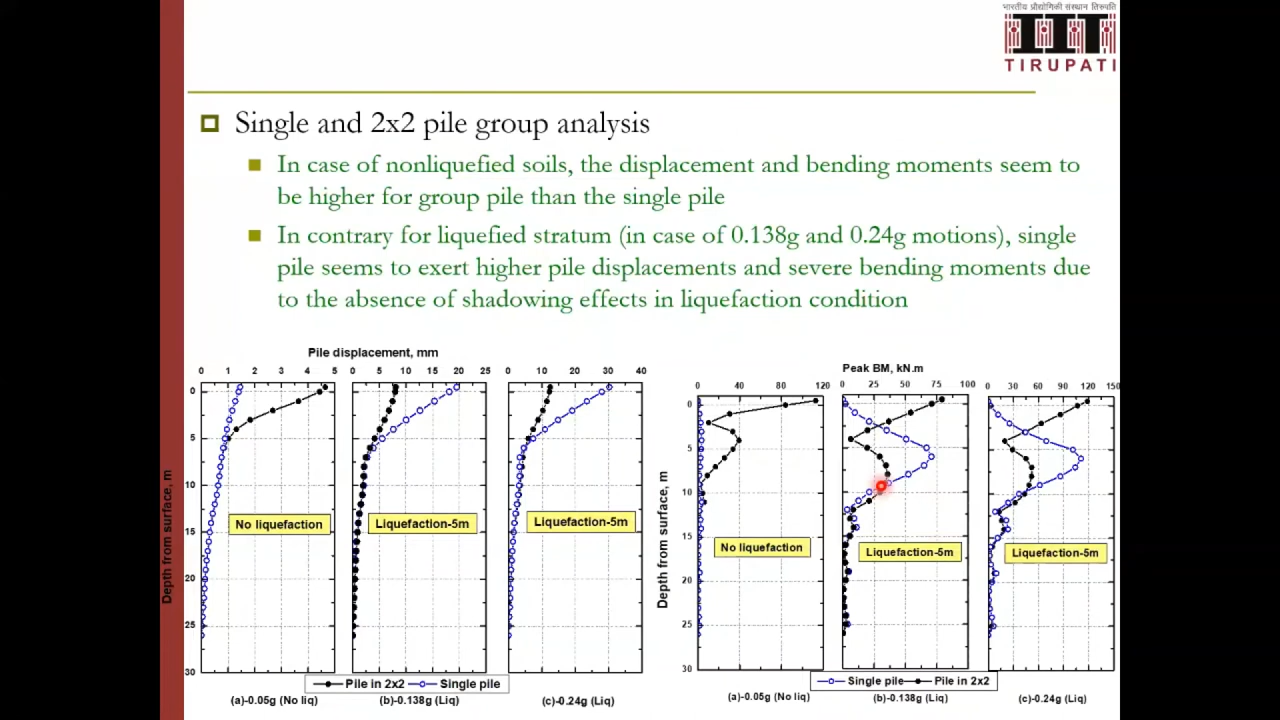 भारतीय प्रौद्योगिकी संस्थान तिरुपति
TIRUPATI
Single and 2x2 pile group analysis
In case of nonliquefied soils, the displacement and bending moments seem to
be higher for group pile than the single pile
In contrary for liquefied stratum (in case of 0.138g and 0.24g motions), single
pile seems to exert higher pile displacements and severe bending moments due
to the absence of shadowing effects in liquefaction condition
Pile displacement, mm
0 1 2 3 4 5
0 5 10 15 20 25
0 10 20 30 40
0
5
10
15
20
25
30
Depth from surface, m
No liquefaction
Liquefaction-5m
Liquefaction-5m
Pile in 2x2 Single pile
(a)-0.05g (No liq)
(b)-0.138g (Liq)
(c)-0.24g (Liq)
Peak BM, kN.m
0 40 80 120
0 25 50 75 100
0 30 60 90 120 150
0
5
10
15
20
25
30
Depth from surface, m
No liquefaction
Liquefaction-5m
Liquefaction-5m
Single pile Pile in 2x2
(a)-0.05g (No liq)
(b)-0.138g (Liq)
(c)-0.24g (Liq)